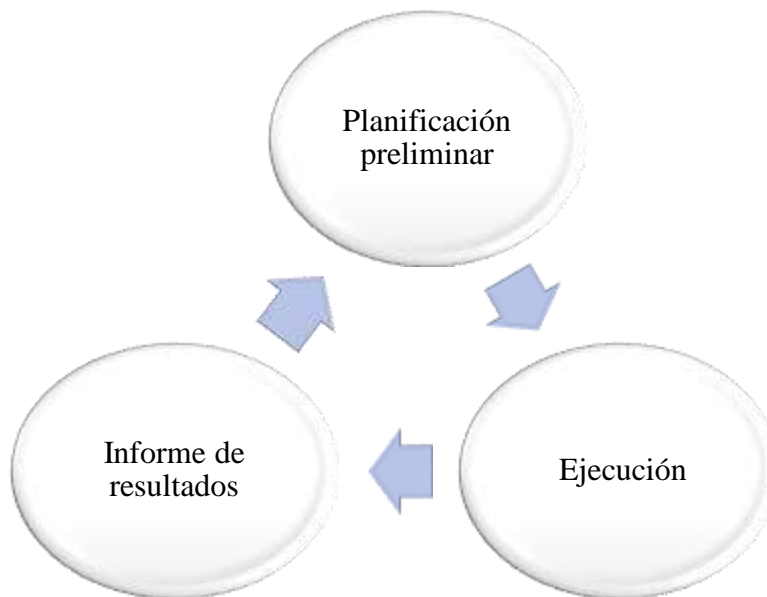 Planificación
preliminar
Informe de
resultados
Ejecución